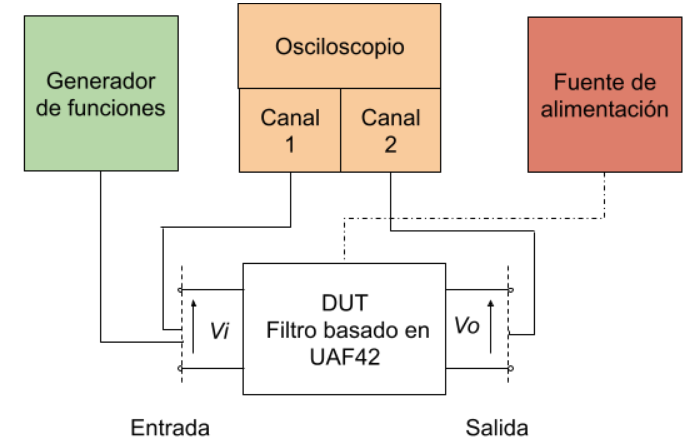 Generador
de funciones
Osciloscopio
Canal
1
Canal
2
Fuente de
alimentación
Vi
DUT
Filtro basado en
UAF42
Vo
Entrada
Salida